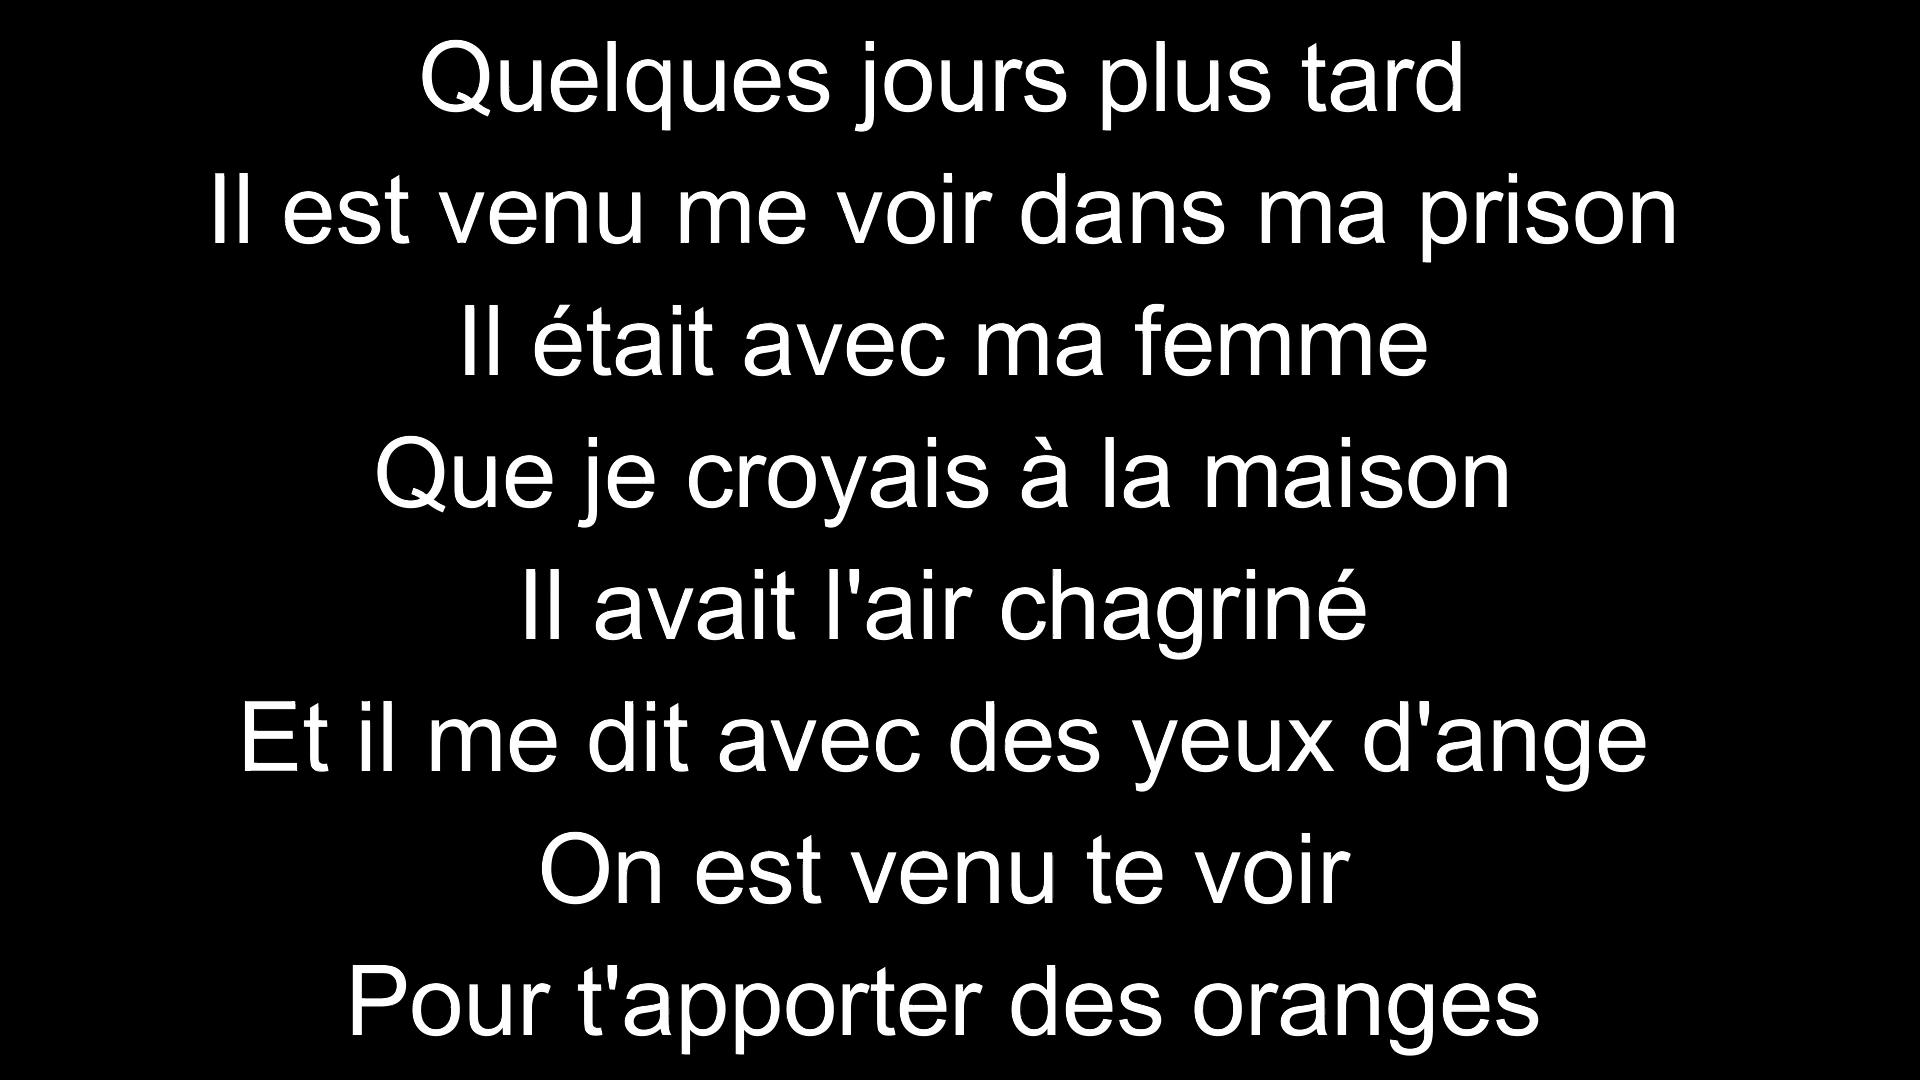 Quelques jours plus tard
Il est venu me voir dans ma prison
Il était avec ma femme
Que je croyais à la maison
Il avait l'air chagriné
Et il me dit avec des yeux d'ange
On est venu te voir
Pour t'apporter des oranges